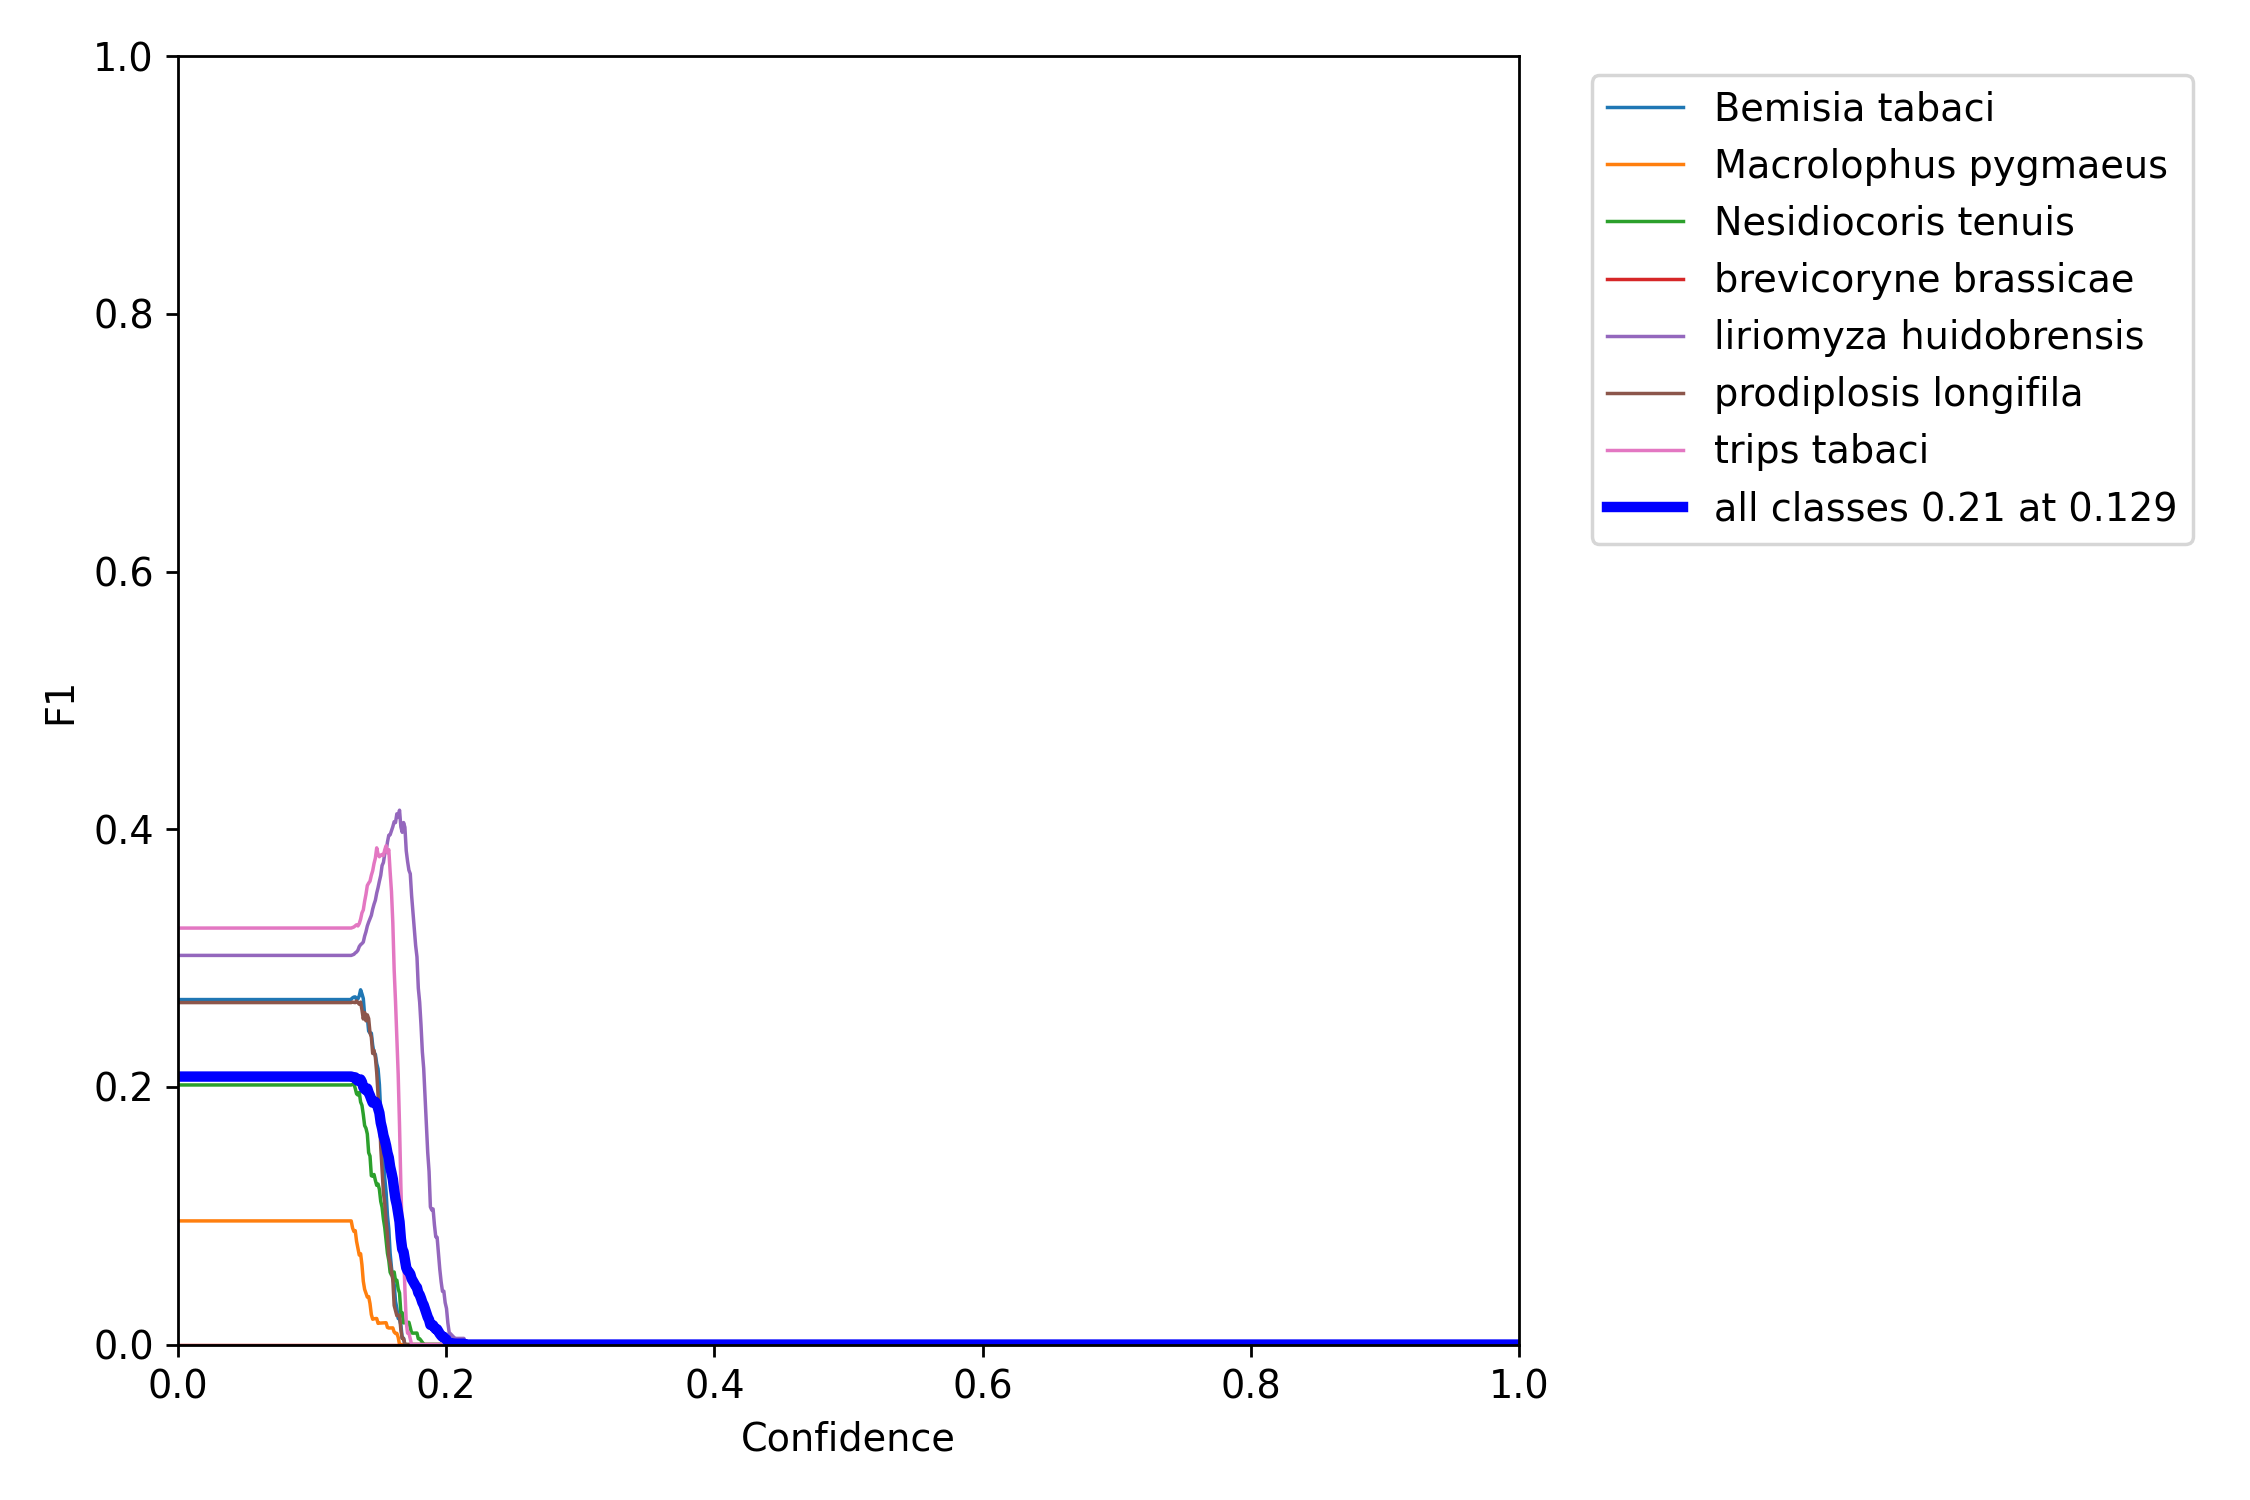 1.0
0.8
0.6
0.4
0.2
0.0
F1
0.0 0.2 0.4 0.6 0.8 1.0
Confidence
Bemisia tabaci
Macrolophus pygmaeus
Nesidiocoris tenuis
brevicoryne brassicae
liriomyza huidobrensis
prodiplosis longifila
trips tabaci
all classes 0.21 at 0.129